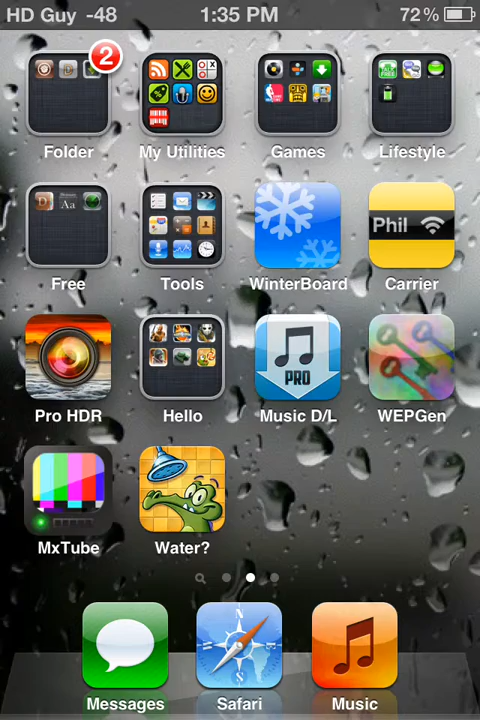 HD Guy -48 1:35 PM 72%
2
Folder My Utilities Games Lifestyle
Aa
Phil
Free Tools WinterBoard Carrier
PRO
Pro HDR Hello Music D/L WEPGen
MxTube Water?
N
W E
S
Messages Safari Music